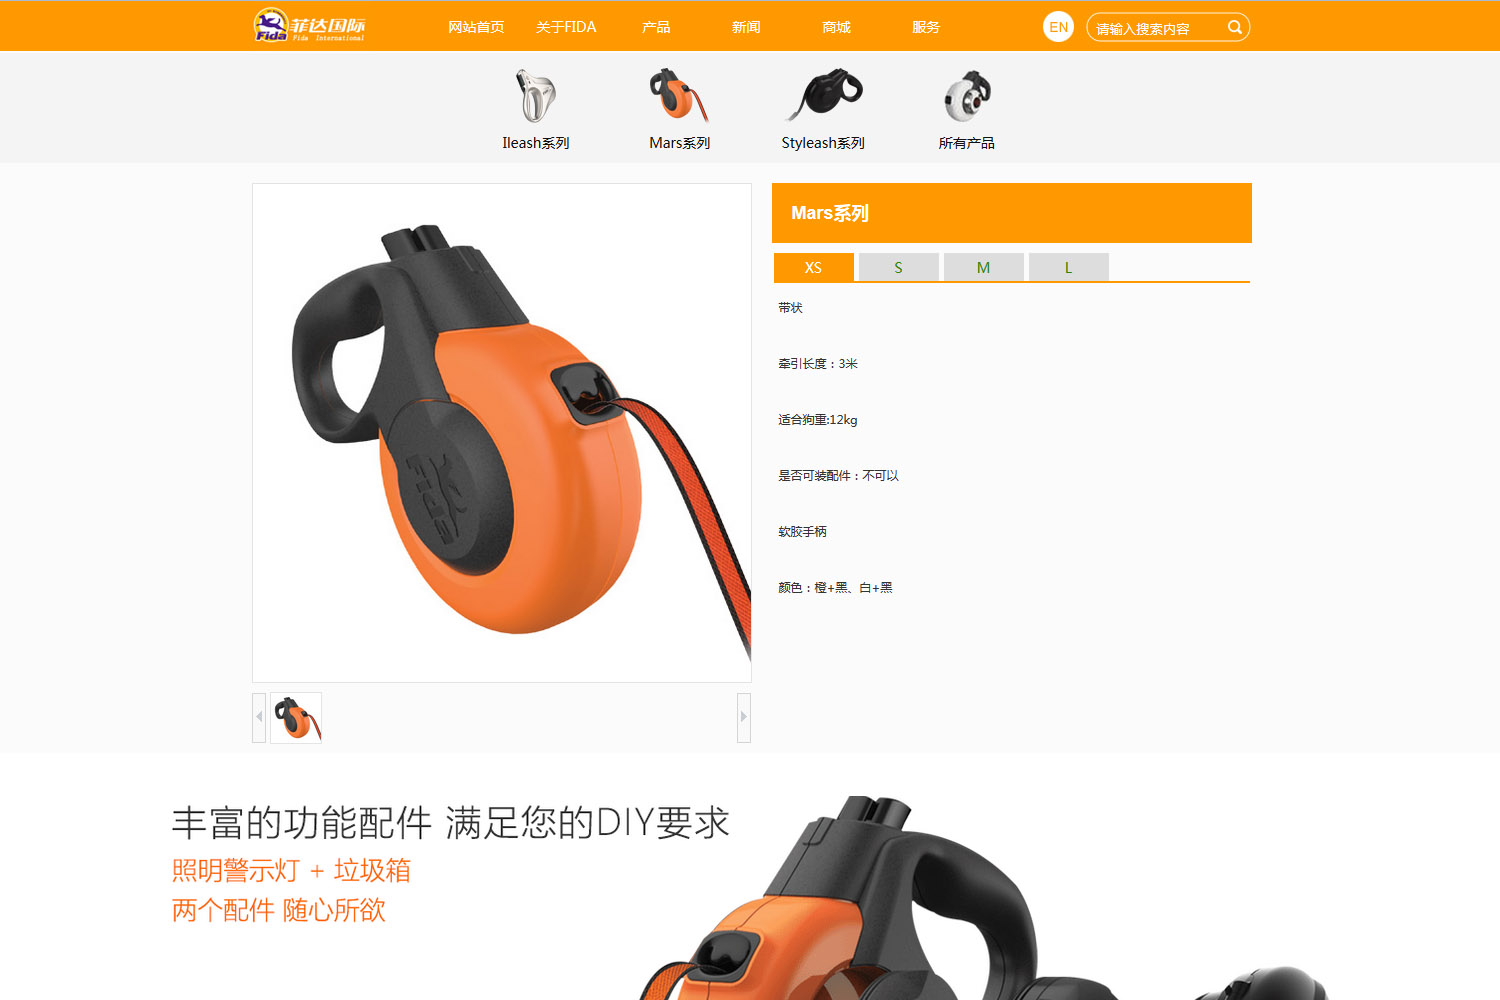 菲达国际
Fida
Fida International
网站首页 关于FIDA 产品 新闻 商城 服务
EN
请输入搜索内容
Ileash系列 Mars系列 Styleash系列 所有产品
Mars系列
XS S M L
带状
牵引长度：3米
适合狗重:12kg
是否可装配件：不可以
软胶手柄
颜色：橙+黑、白+黑
FIDA
丰富的功能配件 满足您的DIY要求
照明警示灯 + 垃圾箱
两个配件 随心所欲